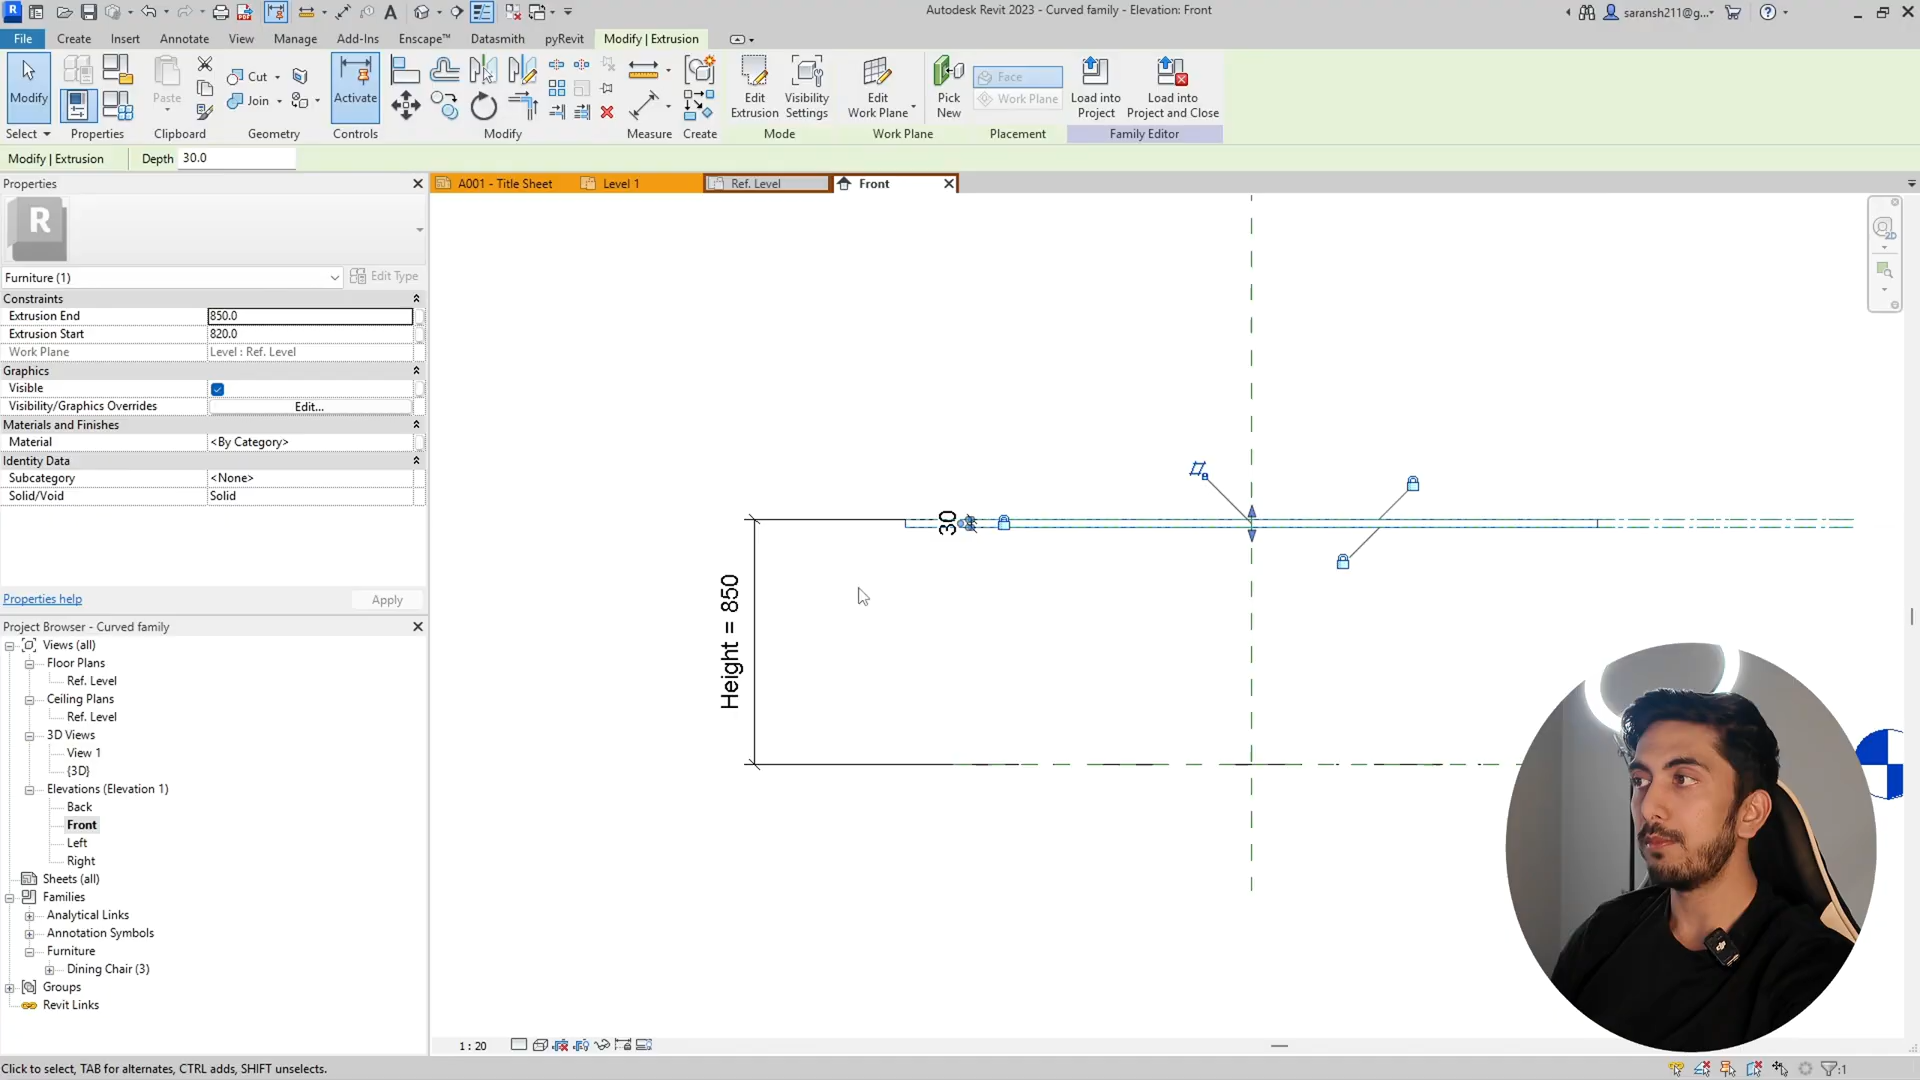 Autodesk Revit 2023 - Curved family - Elevation: Front
saransh211@g...
File Create Insert Annotate View Manage Add-Ins Enscape™ Datasmith pyRevit Modify | Extrusion
Modify
Select
Properties
Paste
Clipboard
Cut
Join
Geometry
Activate
Controls
Modify
Measure
Create
Edit Extrusion
Visibility Settings
Mode
Edit Work Plane
Work Plane
Pick New
Face
Work Plane
Placement
Load into Project
Load into Project and Close
Family Editor
Modify | Extrusion
Depth 30.0
Properties
A001 - Title Sheet
Level 1
Ref. Level
Front
R
Furniture (1)
Edit Type
Constraints
Extrusion End 850.0
Extrusion Start 820.0
Work Plane Level : Ref. Level
Graphics
Visible
Visibility/Graphics Overrides Edit...
Materials and Finishes
Material <By Category>
Identity Data
Subcategory <None>
Solid/Void Solid
Properties help
Apply
30
Height = 850
Project Browser - Curved family
Views (all)
Floor Plans
Ref. Level
Ceiling Plans
Ref. Level
3D Views
View 1
{3D}
Elevations (Elevation 1)
Back
Front
Left
Right
Sheets (all)
Families
Analytical Links
Annotation Symbols
Furniture
Dining Chair (3)
Groups
Revit Links
1 : 20
Click to select, TAB for alternates, CTRL adds, SHIFT unselects.
:1